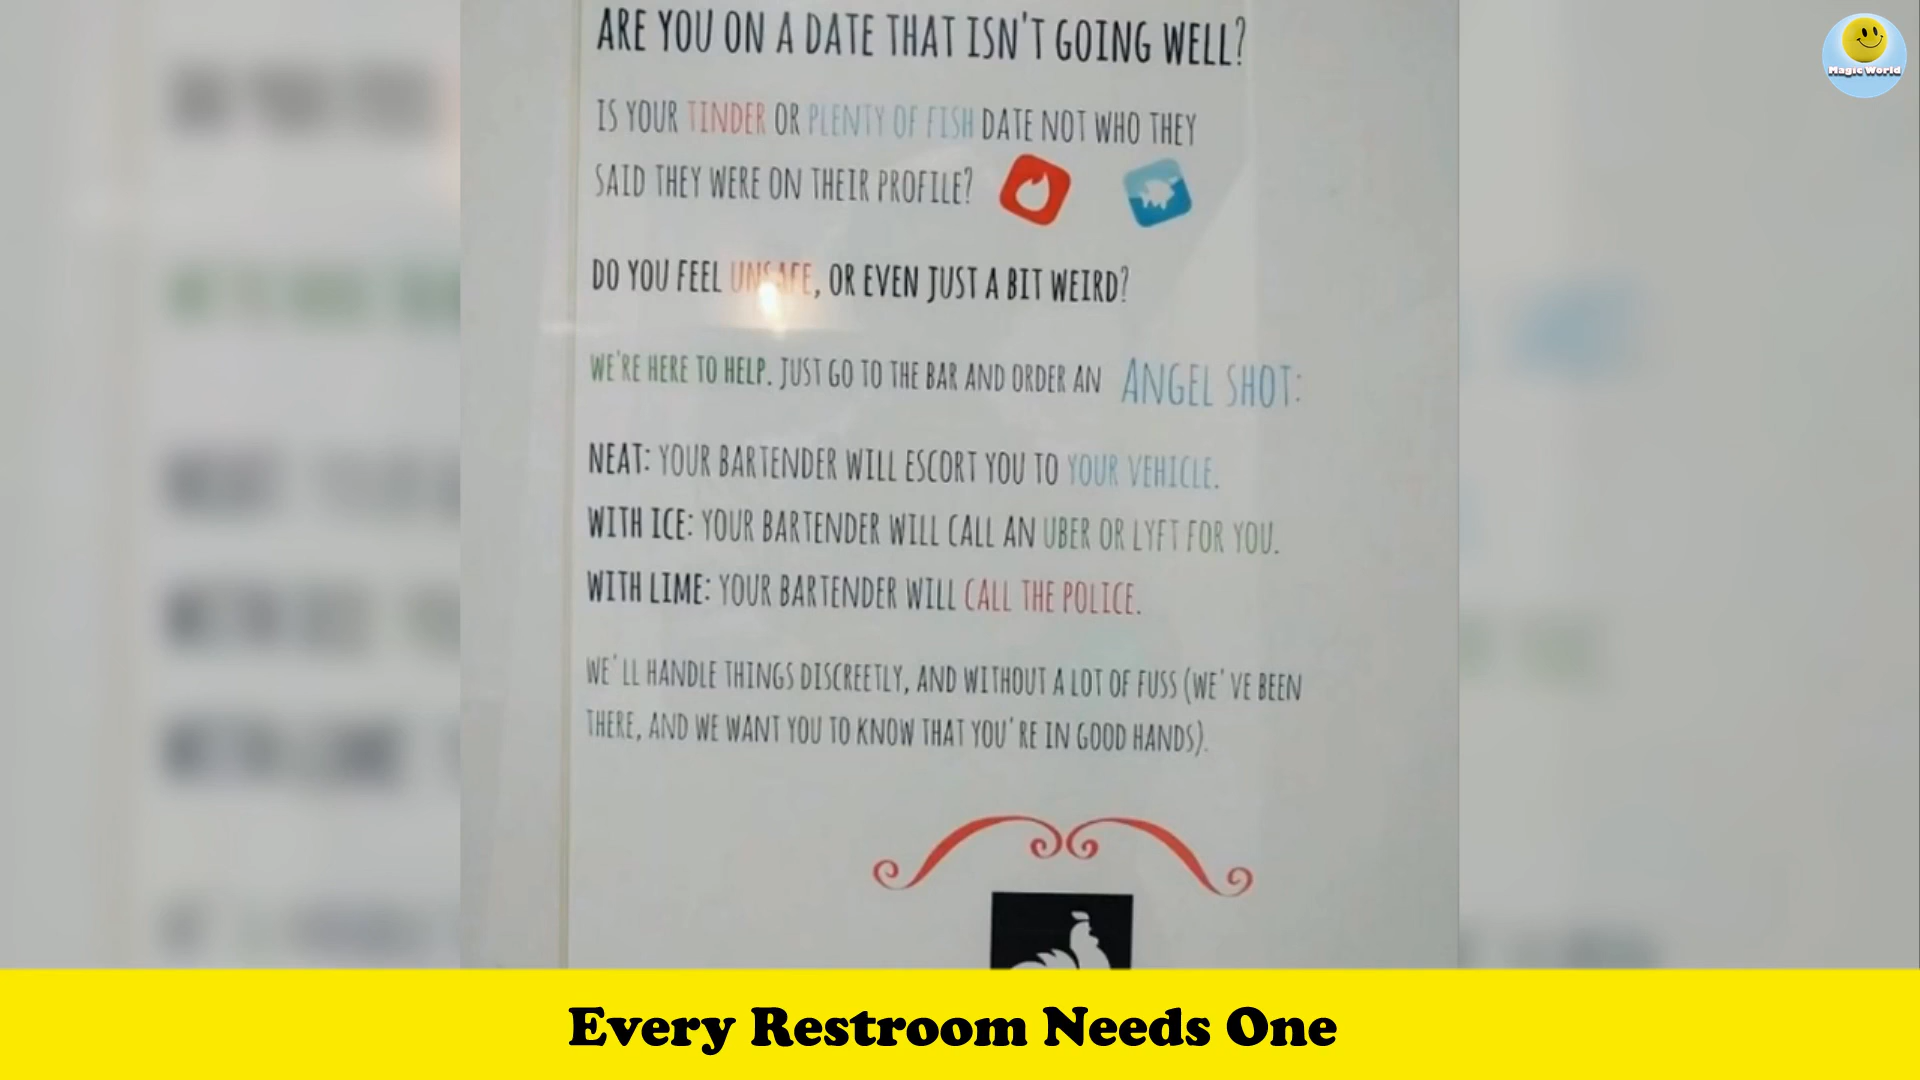 ARE YOU ON A DATE THAT ISN'T GOING WELL?
IS YOUR TINDER OR PLENTY OF FISH DATE NOT WHO THEY
SAID THEY WERE ON THEIR PROFILE?
DO YOU FEEL UNSAFE, OR EVEN JUST A BIT WEIRD?
WE'RE HERE TO HELP. JUST GO TO THE BAR AND ORDER AN ANGEL SHOT:
NEAT: YOUR BARTENDER WILL ESCORT YOU TO YOUR VEHICLE.
WITH ICE: YOUR BARTENDER WILL CALL AN UBER OR LYFT FOR YOU.
WITH LIME: YOUR BARTENDER WILL CALL THE POLICE.
WE'LL HANDLE THINGS DISCREETLY, AND WITHOUT A LOT OF FUSS (WE'VE BEEN
THERE, AND WE WANT YOU TO KNOW THAT YOU'RE IN GOOD HANDS).
Magic World
Every Restroom Needs One